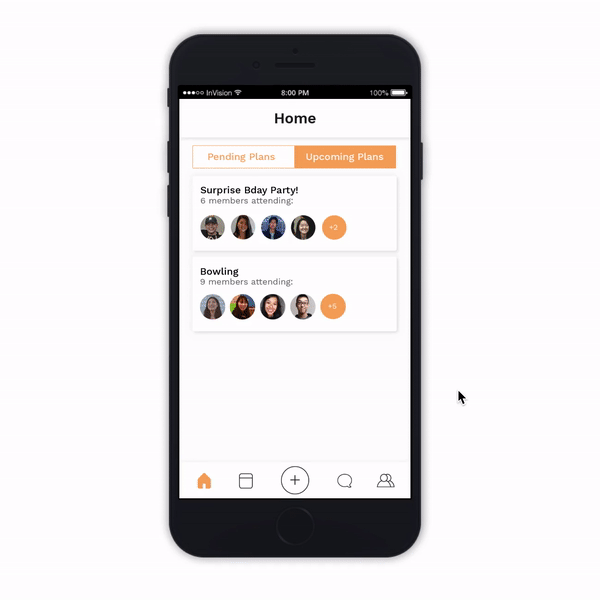 InVision 8:00 PM 100%
Home
Pending Plans Upcoming Plans
Surprise Bday Party!
6 members attending:
+2
Bowling
9 members attending:
+5